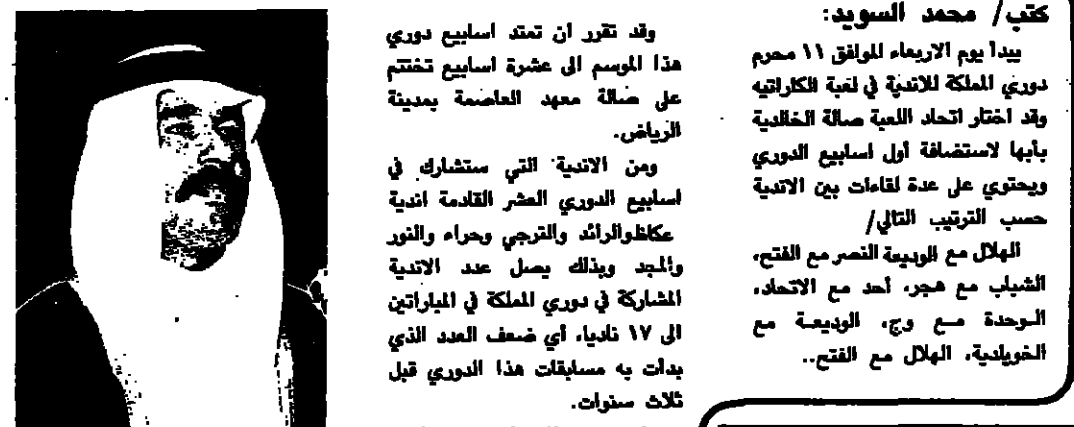 كتب/ محمد السويد:
يبدا يوم الاربعاء الموافق ١١ محرم
دوري المملكة للاندية في لعبة الكاراتيه
وقد اختار اتحاد اللعبة صالة الخالدية
بأبها لاستضافة أول اسابيع الدوري
ويحتوي على عدة لقاءات بين الاندية
حسب الترتيب التالي/
الهلال مع الوديعة النصر مع الفتح،
الشباب مع هجر، أحد مع الاتحاد،
الوحدة مع وج، الوديعة مع
الخويلدية، الهلال مع الفتح..
وقد تقرر ان تمتد اسابيع دوري
هذا الموسم الى عشرة اسابيع تختتم
على صالة معهد العاصمة بمدينة
الرياض.
ومن الاندية التي ستشارك في
اسابيع الدوري العشر القادمة اندية
عكاظ والرائد والترجي وحراء والنور
والمجد وبذلك يصل عدد الاندية
المشاركة في دوري المملكة في المباراتين
الى ١٧ ناديا، أي ضعف العدد الذي
بدأت به مسابقات هذا الدوري قبل
ثلاث سنوات.